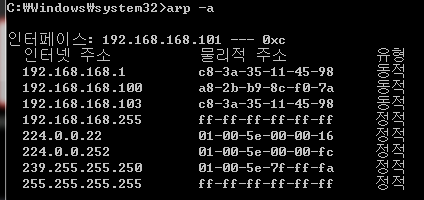 C:₩Windows₩system32>arp -a
인터페이스: 192.168.168.101 --- 0xc
인터넷 주소 물리적 주소 유형
192.168.168.1 c8-3a-35-11-45-98 동적
192.168.168.100 a8-2b-b9-8c-f0-7a 동적
192.168.168.103 c8-3a-35-11-45-98 동적
192.168.168.255 ff-ff-ff-ff-ff-ff 정적
224.0.0.22 01-00-5e-00-00-16 정적
224.0.0.252 01-00-5e-00-00-fc 정적
239.255.255.250 01-00-5e-7f-ff-fa 정적
255.255.255.255 ff-ff-ff-ff-ff-ff 정적